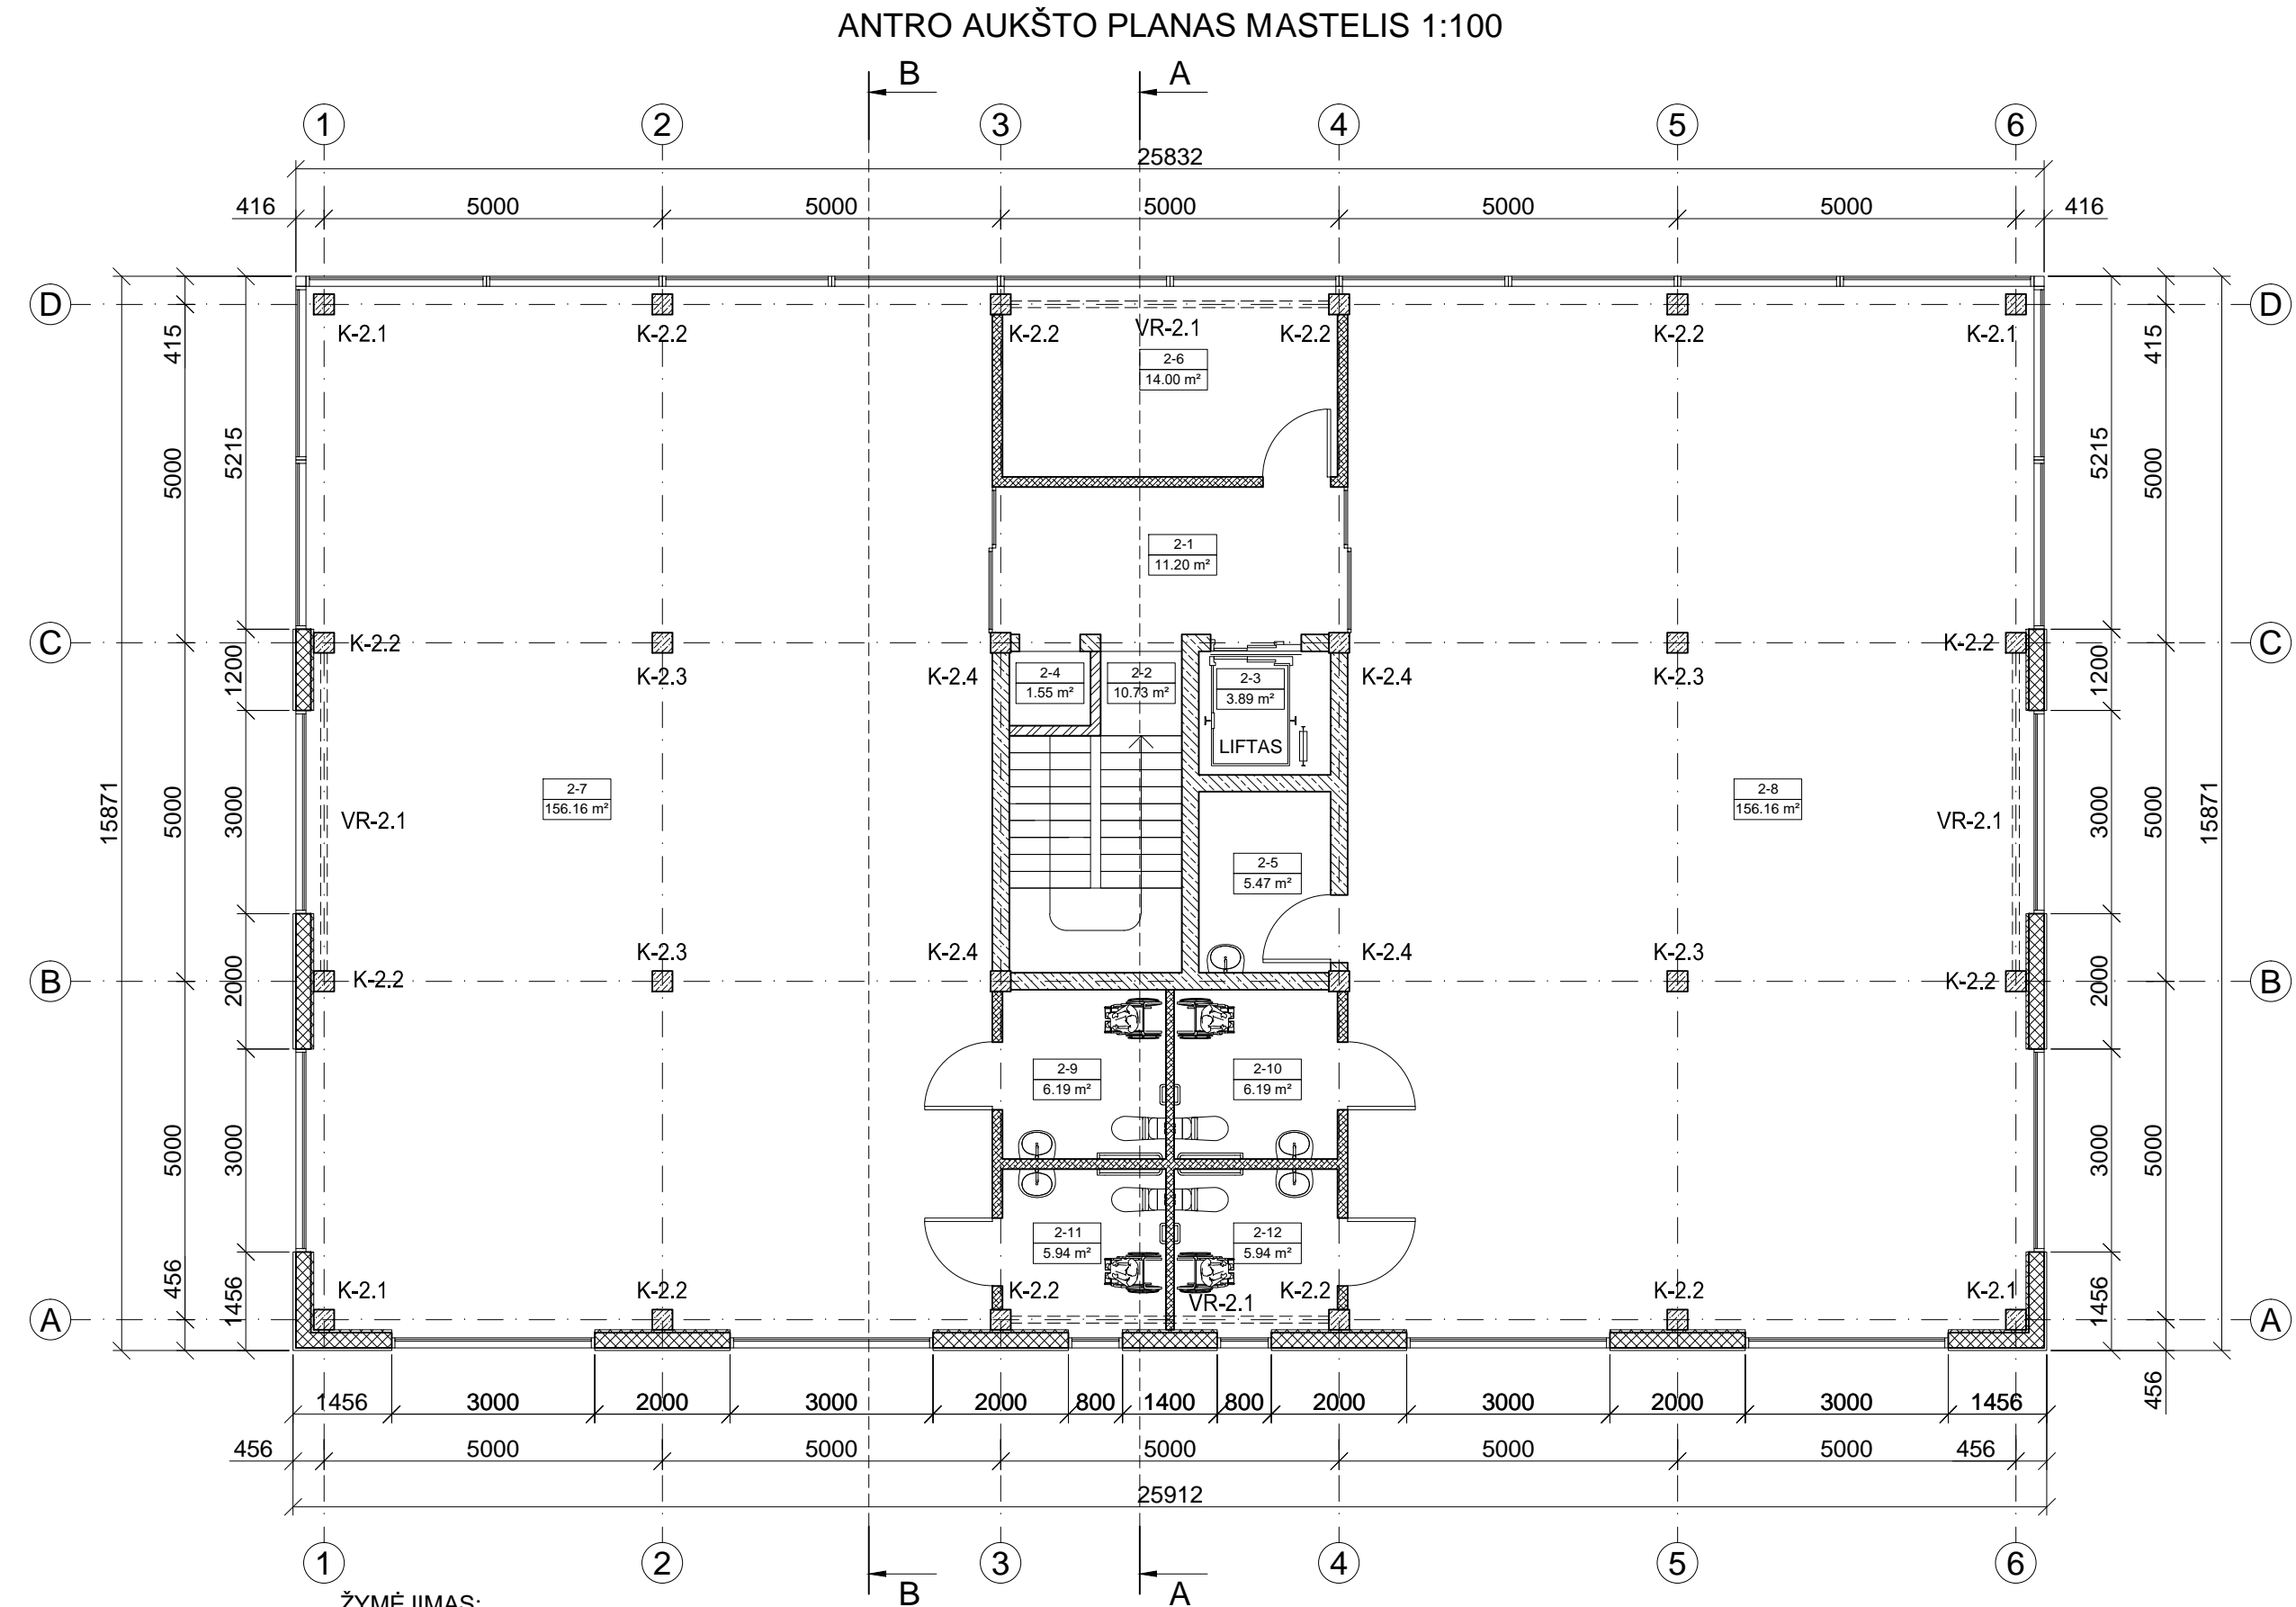 ANTRO AUKŠTO PLANAS MASTELIS 1:100
B A
1 2 3 4 5 6
25832
416 5000 5000 5000 5000 5000 416
D D
K-2.1 K-2.2 K-2.2 VR-2.1 K-2.2 K-2.2 K-2.1
415 415
2-6
14.00 m²
5000 5215 5215 5000
2-1
11.20 m²
C C
K-2.2 K-2.2
K-2.3 K-2.4 K-2.4 K-2.3
1200 1200
2-4 2-2 2-3
1.55 m² 10.73 m² 3.89 m²
LIFTAS
2-7 2-8
156.16 m² 156.16 m²
15871 5000 3000 3000 5000 15871
VR-2.1 VR-2.1
2-5
5.47 m²
K-2.3 K-2.4 K-2.4 K-2.3
B B
K-2.2 K-2.2
2000 2000
2-9 2-10
6.19 m² 6.19 m²
5000 3000 3000 5000
2-11 2-12
5.94 m² 5.94 m²
456 1456 1456
K-2.1 K-2.2 K-2.2 VR-2.1 K-2.2 K-2.2 K-2.1
A A
456
1456 3000 2000 3000 2000 800 1400 800 2000 3000 2000 3000 1456
456 5000 5000 5000 5000 5000 456
25912
1 2 3 4 5 6
B A
ŽYMĖJIMAS: